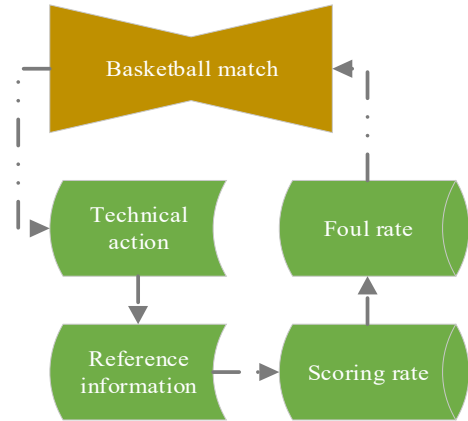 Basketball match
Technical
action
Foul rate
Reference
information
Scoring rate